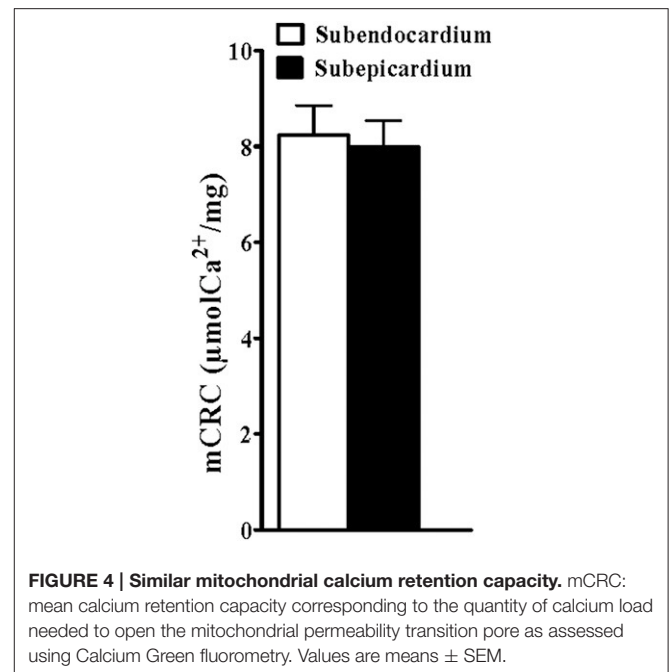 10
Subendocardium
Subepicardium
8
6
4
2
0
mCRC (µmolCa²⁺/mg)
FIGURE 4 | Similar mitochondrial calcium retention capacity. mCRC:
mean calcium retention capacity corresponding to the quantity of calcium load
needed to open the mitochondrial permeability transition pore as assessed
using Calcium Green fluorometry. Values are means ± SEM.